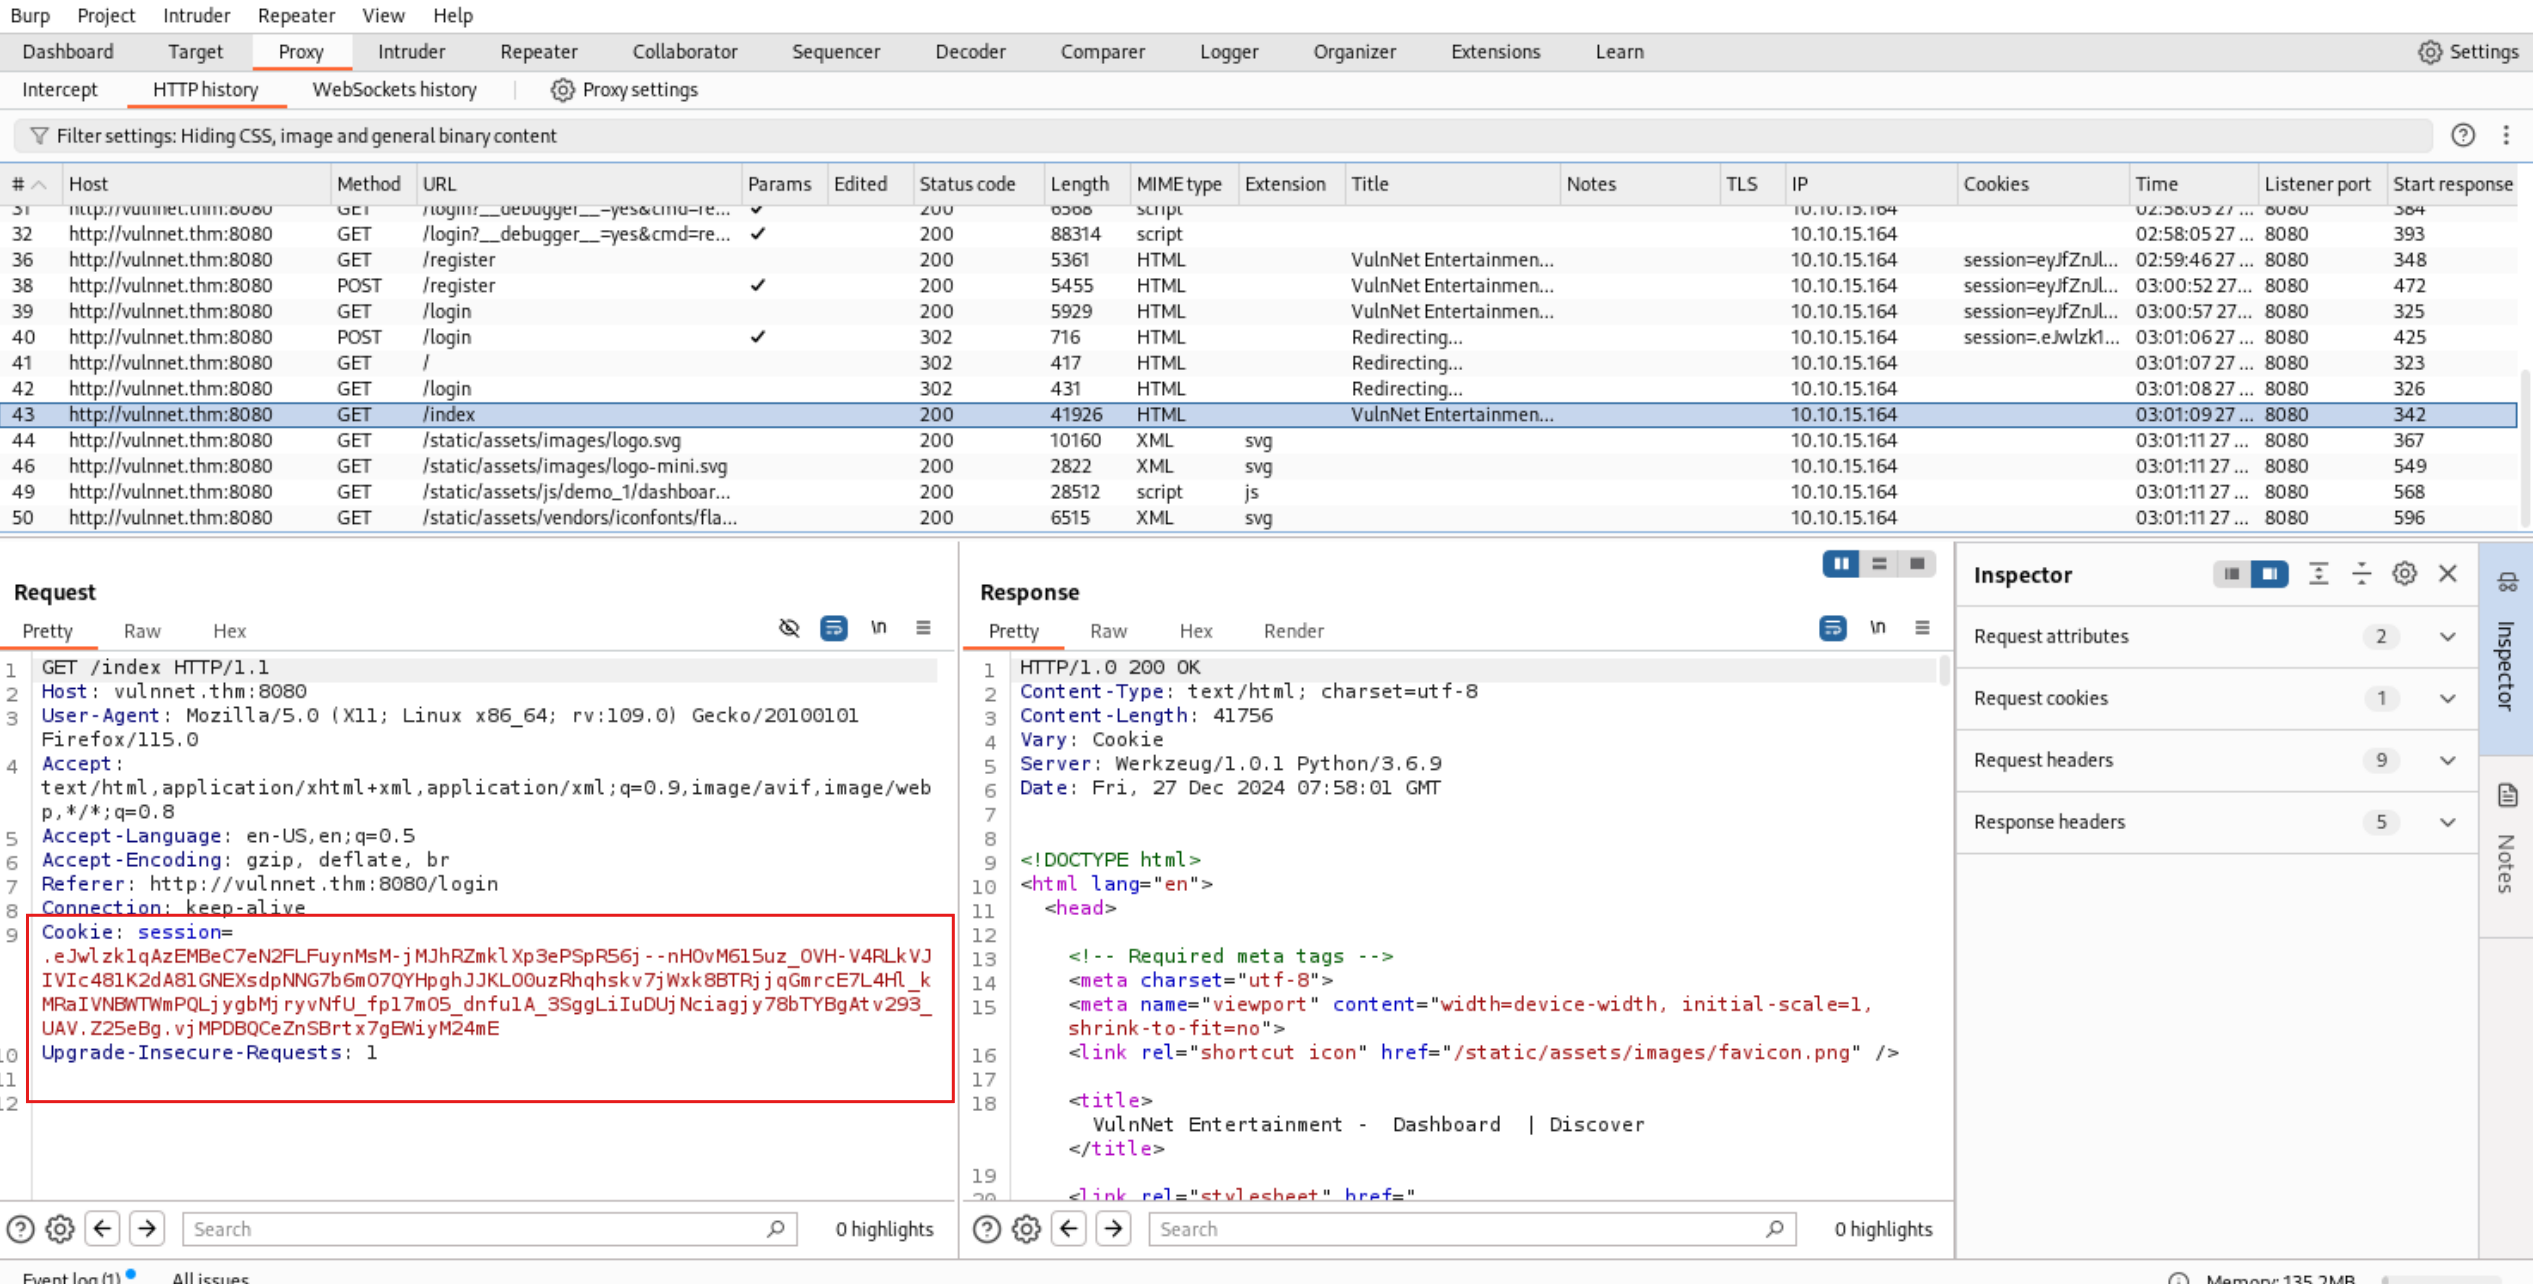 Burp Project Intruder Repeater View Help
Dashboard Target Proxy Intruder Repeater Collaborator Sequencer Decoder Comparer Logger Organizer Extensions Learn Settings
Intercept HTTP history WebSockets history Proxy settings
Filter settings: Hiding CSS, image and general binary content
# Host Method URL Params Edited Status code Length MIME type Extension Title Notes TLS IP Cookies Time Listener port Start response
31 http://vulnnet.thm:8080 GET /login?__debugger__=yes&cmd=re... ✓ 200 6568 script 10.10.15.164 02:58:05 27 ... 8080 384
32 http://vulnnet.thm:8080 GET /login?__debugger__=yes&cmd=re... ✓ 200 88314 script 10.10.15.164 02:58:05 27 ... 8080 393
36 http://vulnnet.thm:8080 GET /register 200 5361 HTML VulnNet Entertainmen... 10.10.15.164 session=eyJfZnJl... 02:59:46 27 ... 8080 348
38 http://vulnnet.thm:8080 POST /register ✓ 200 5455 HTML VulnNet Entertainmen... 10.10.15.164 session=eyJfZnJl... 03:00:52 27... 8080 472
39 http://vulnnet.thm:8080 GET /login 200 5929 HTML VulnNet Entertainmen... 10.10.15.164 session=eyJfZnJl... 03:00:57 27... 8080 325
40 http://vulnnet.thm:8080 POST /login ✓ 302 716 HTML Redirecting... 10.10.15.164 session=.eJwlzk1... 03:01:06 27 ... 8080 425
41 http://vulnnet.thm:8080 GET / 302 417 HTML Redirecting... 10.10.15.164 03:01:07 27 ... 8080 323
42 http://vulnnet.thm:8080 GET /login 302 431 HTML Redirecting... 10.10.15.164 03:01:08 27 ... 8080 326
43 http://vulnnet.thm:8080 GET /index 200 41926 HTML VulnNet Entertainmen... 10.10.15.164 03:01:09 27 ... 8080 342
44 http://vulnnet.thm:8080 GET /static/assets/images/logo.svg 200 10160 XML svg 10.10.15.164 03:01:11 27 ... 8080 367
46 http://vulnnet.thm:8080 GET /static/assets/images/logo-mini.svg 200 2822 XML svg 10.10.15.164 03:01:11 27 ... 8080 549
49 http://vulnnet.thm:8080 GET /static/assets/js/demo_1/dashboar... 200 28512 script js 10.10.15.164 03:01:11 27 ... 8080 568
50 http://vulnnet.thm:8080 GET /static/assets/vendors/iconfonts/fla... 200 6515 XML svg 10.10.15.164 03:01:11 27 ... 8080 596
Request
Pretty Raw Hex \n
1 GET /index HTTP/1.1
2 Host: vulnnet.thm:8080
3 User-Agent: Mozilla/5.0 (X11; Linux x86_64; rv:109.0) Gecko/20100101
Firefox/115.0
4 Accept:
text/html,application/xhtml+xml,application/xml;q=0.9,image/avif,image/web
p,*/*;q=0.8
5 Accept-Language: en-US,en;q=0.5
6 Accept-Encoding: gzip, deflate, br
7 Referer: http://vulnnet.thm:8080/login
8 Connection: keep-alive
9 Cookie: session=
.eJwlzk1qAzEMBeC7eN2FLFuynMsM-jMJhRZmklXp3ePSpR56j--nHOvM615uz_OVH-V4RLkVJ
IVIc481K2dA81GNEXsdpNNG7b6mO7QYHpghJJKLO0uzRhqhskv7jWxk8BTRjjqGmrcE7L4Hl_k
MRaIVNBWTWmPQLjygbMjryvNfU_fp17mO5_dnfu1A_3SggLiIuDUjNciagjy78bTYBgAtv293_
UAV.Z25eBg.vjMPDBQCeZnSBrtx7gEWiyM24mE
10 Upgrade-Insecure-Requests: 1
11
12
Search 0 highlights
Response
Pretty Raw Hex Render \n
1 HTTP/1.0 200 OK
2 Content-Type: text/html; charset=utf-8
3 Content-Length: 41756
4 Vary: Cookie
5 Server: Werkzeug/1.0.1 Python/3.6.9
6 Date: Fri, 27 Dec 2024 07:58:01 GMT
7
8
9 <!DOCTYPE html>
10 <html lang="en">
11 <head>
12
13 <!-- Required meta tags -->
14 <meta charset="utf-8">
15 <meta name="viewport" content="width=device-width, initial-scale=1,
shrink-to-fit=no">
16 <link rel="shortcut icon" href="/static/assets/images/favicon.png" />
17
18 <title>
VulnNet Entertainment - Dashboard | Discover
</title>
19
20 <link rel="stylesheet" href="
Search 0 highlights
Inspector
Request attributes 2
Request cookies 1
Request headers 9
Response headers 5
Inspector
Notes
Event log (1) All issues Memory: 135.2MB